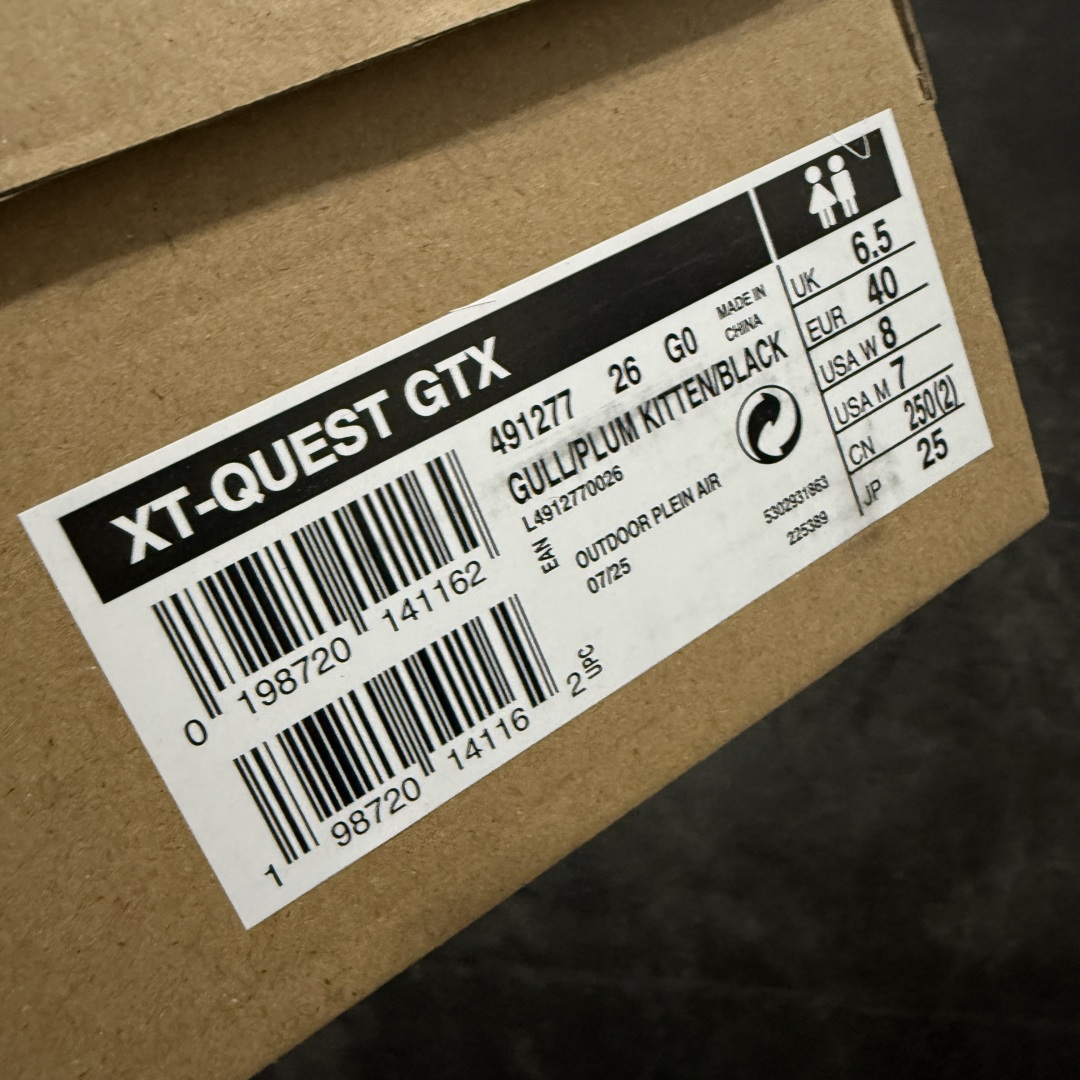 XT-QUEST GTX
491277 26 G0 MADE IN CHINA
GULL/PLUM KITTEN/BLACK
L4912770026
EAN
OUTDOOR PLEIN AIR
07/25
5302931863
225389
0 198720 141162
1 98720 14116 2
UPC
UK 6.5
EUR 40
USA W 8
USA M 7
CN 250(2)
JP 25